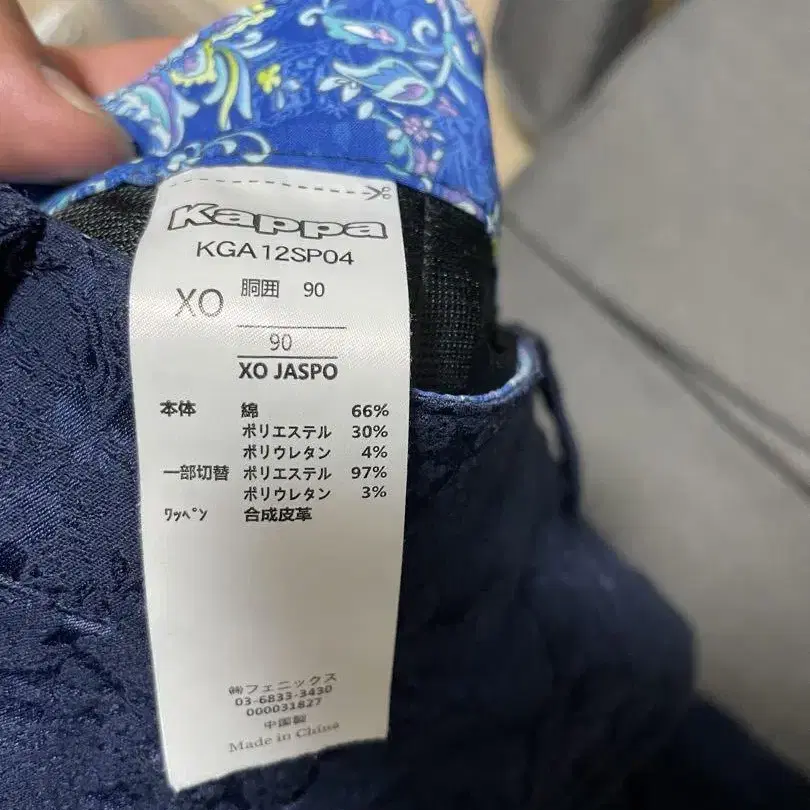 Kappa
KGA12SP04
XO 胴囲 90
90
XO JASPO
本体 綿 66%
ポリエステル 30%
ポリウレタン 4%
一部切替 ポリエステル 97%
ポリウレタン 3%
ﾜｯﾍﾟﾝ 合成皮革
㈱フェニックス
03-6833-3430
000031827
中国製
Made in China